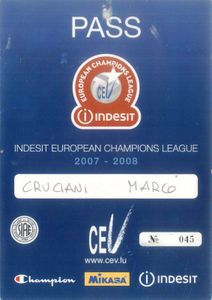 PASS
EUROPEAN CHAMPIONS LEAGUE
CEV
INDESIT
INDESIT EUROPEAN CHAMPIONS LEAGUE
2007 - 2008
CRUCIANI MARCO
CEV
www.cev.lu
No 045
Champion MIKASA INDESIT